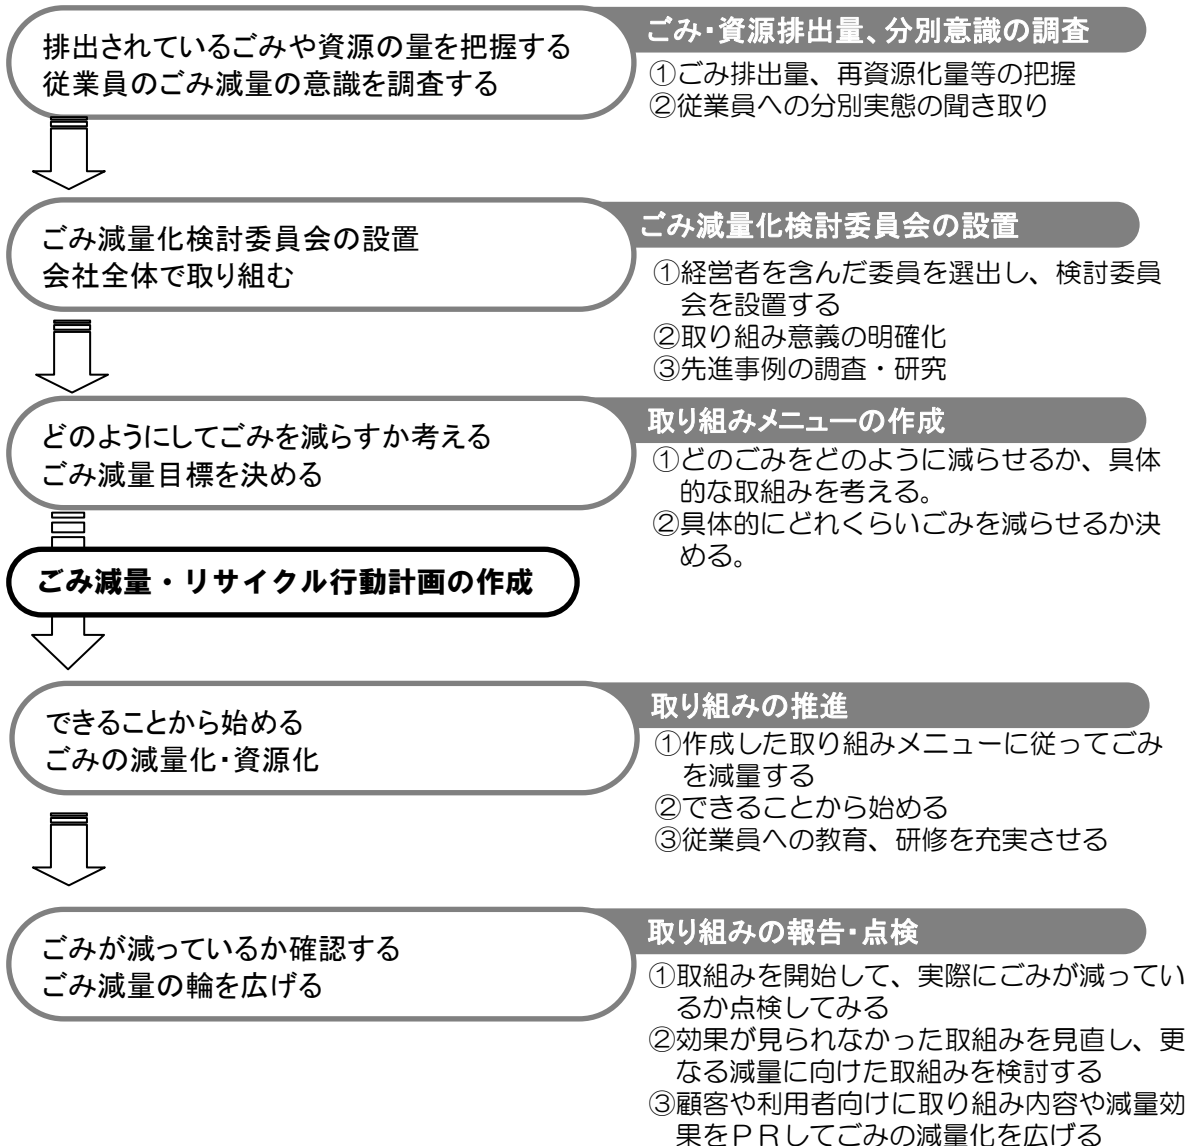 排出されているごみや資源の量を把握する
従業員のごみ減量の意識を調査する
ごみ・資源排出量、分別意識の調査
①ごみ排出量、再資源化量等の把握
②従業員への分別実態の聞き取り
ごみ減量化検討委員会の設置
会社全体で取り組む
ごみ減量化検討委員会の設置
①経営者を含んだ委員を選出し、検討委員
会を設置する
②取り組み意義の明確化
③先進事例の調査・研究
どのようにしてごみを減らすか考える
ごみ減量目標を決める
取り組みメニューの作成
①どのごみをどのように減らせるか、具体
的な取組みを考える。
②具体的にどれくらいごみを減らせるか決
める。
ごみ減量・リサイクル行動計画の作成
できることから始める
ごみの減量化・資源化
取り組みの推進
①作成した取り組みメニューに従ってごみ
を減量する
②できることから始める
③従業員への教育、研修を充実させる
ごみが減っているか確認する
ごみ減量の輪を広げる
取り組みの報告・点検
①取組みを開始して、実際にごみが減ってい
るか点検してみる
②効果が見られなかった取組みを見直し、更
なる減量に向けた取組みを検討する
③顧客や利用者向けに取り組み内容や減量効
果をＰＲしてごみの減量化を広げる